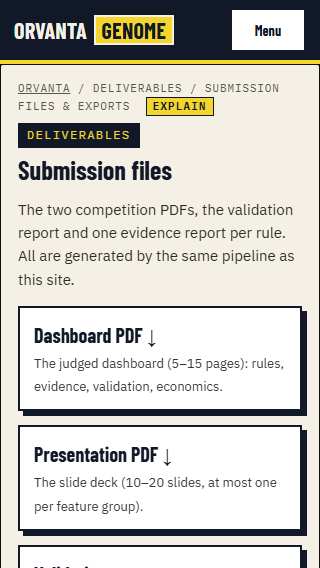 ORVANTA GENOME
Menu
ORVANTA / DELIVERABLES / SUBMISSION
FILES & EXPORTS EXPLAIN
DELIVERABLES
Submission files
The two competition PDFs, the validation
report and one evidence report per rule.
All are generated by the same pipeline as
this site.
Dashboard PDF ↓
The judged dashboard (5–15 pages): rules,
evidence, validation, economics.
Presentation PDF ↓
The slide deck (10–20 slides, at most one
per feature group).